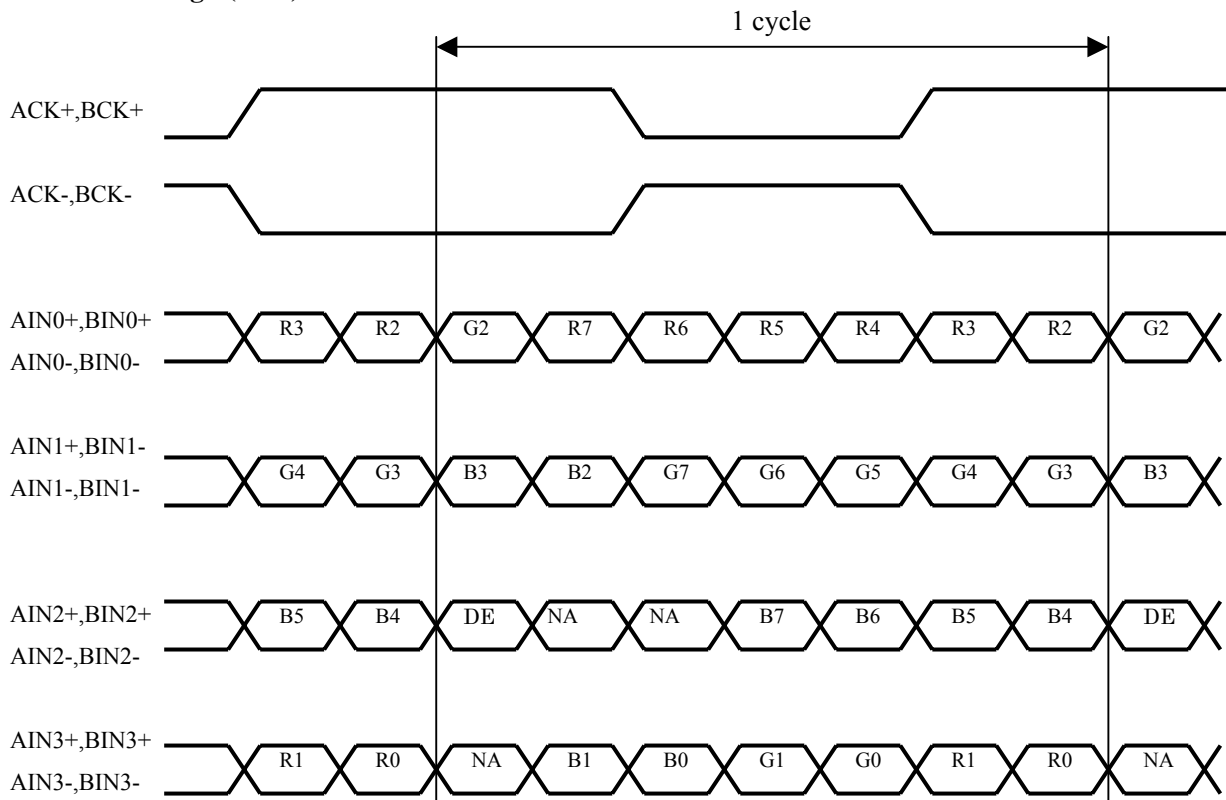 1 cycle
ACK+,BCK+
ACK-,BCK-
AIN0+,BIN0+
R3 R2 G2 R7 R6 R5 R4 R3 R2 G2
AIN0-,BIN0-
AIN1+,BIN1-
G4 G3 B3 B2 G7 G6 G5 G4 G3 B3
AIN1-,BIN1-
AIN2+,BIN2+
B5 B4 DE NA NA B7 B6 B5 B4 DE
AIN2-,BIN2-
AIN3+,BIN3+
R1 R0 NA B1 B0 G1 G0 R1 R0 NA
AIN3-,BIN3-